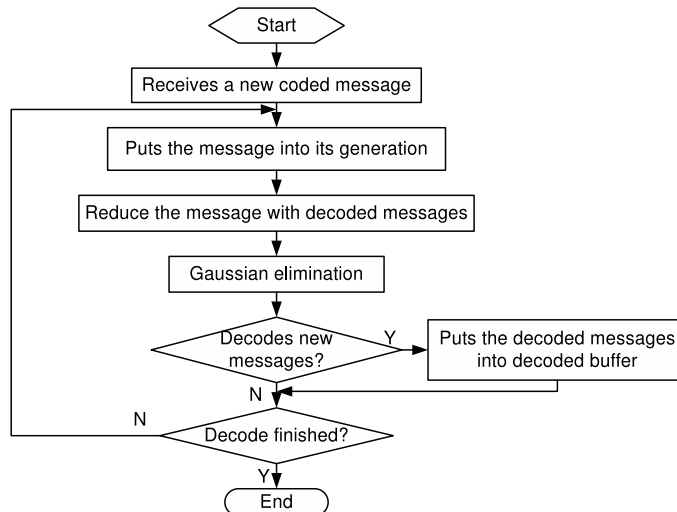 Start
Receives a new coded message
Puts the message into its generation
Reduce the message with decoded messages
Gaussian elimination
Decodes new
messages?
Y
Puts the decoded messages
into decoded buffer
N
N
Decode finished?
Y
End